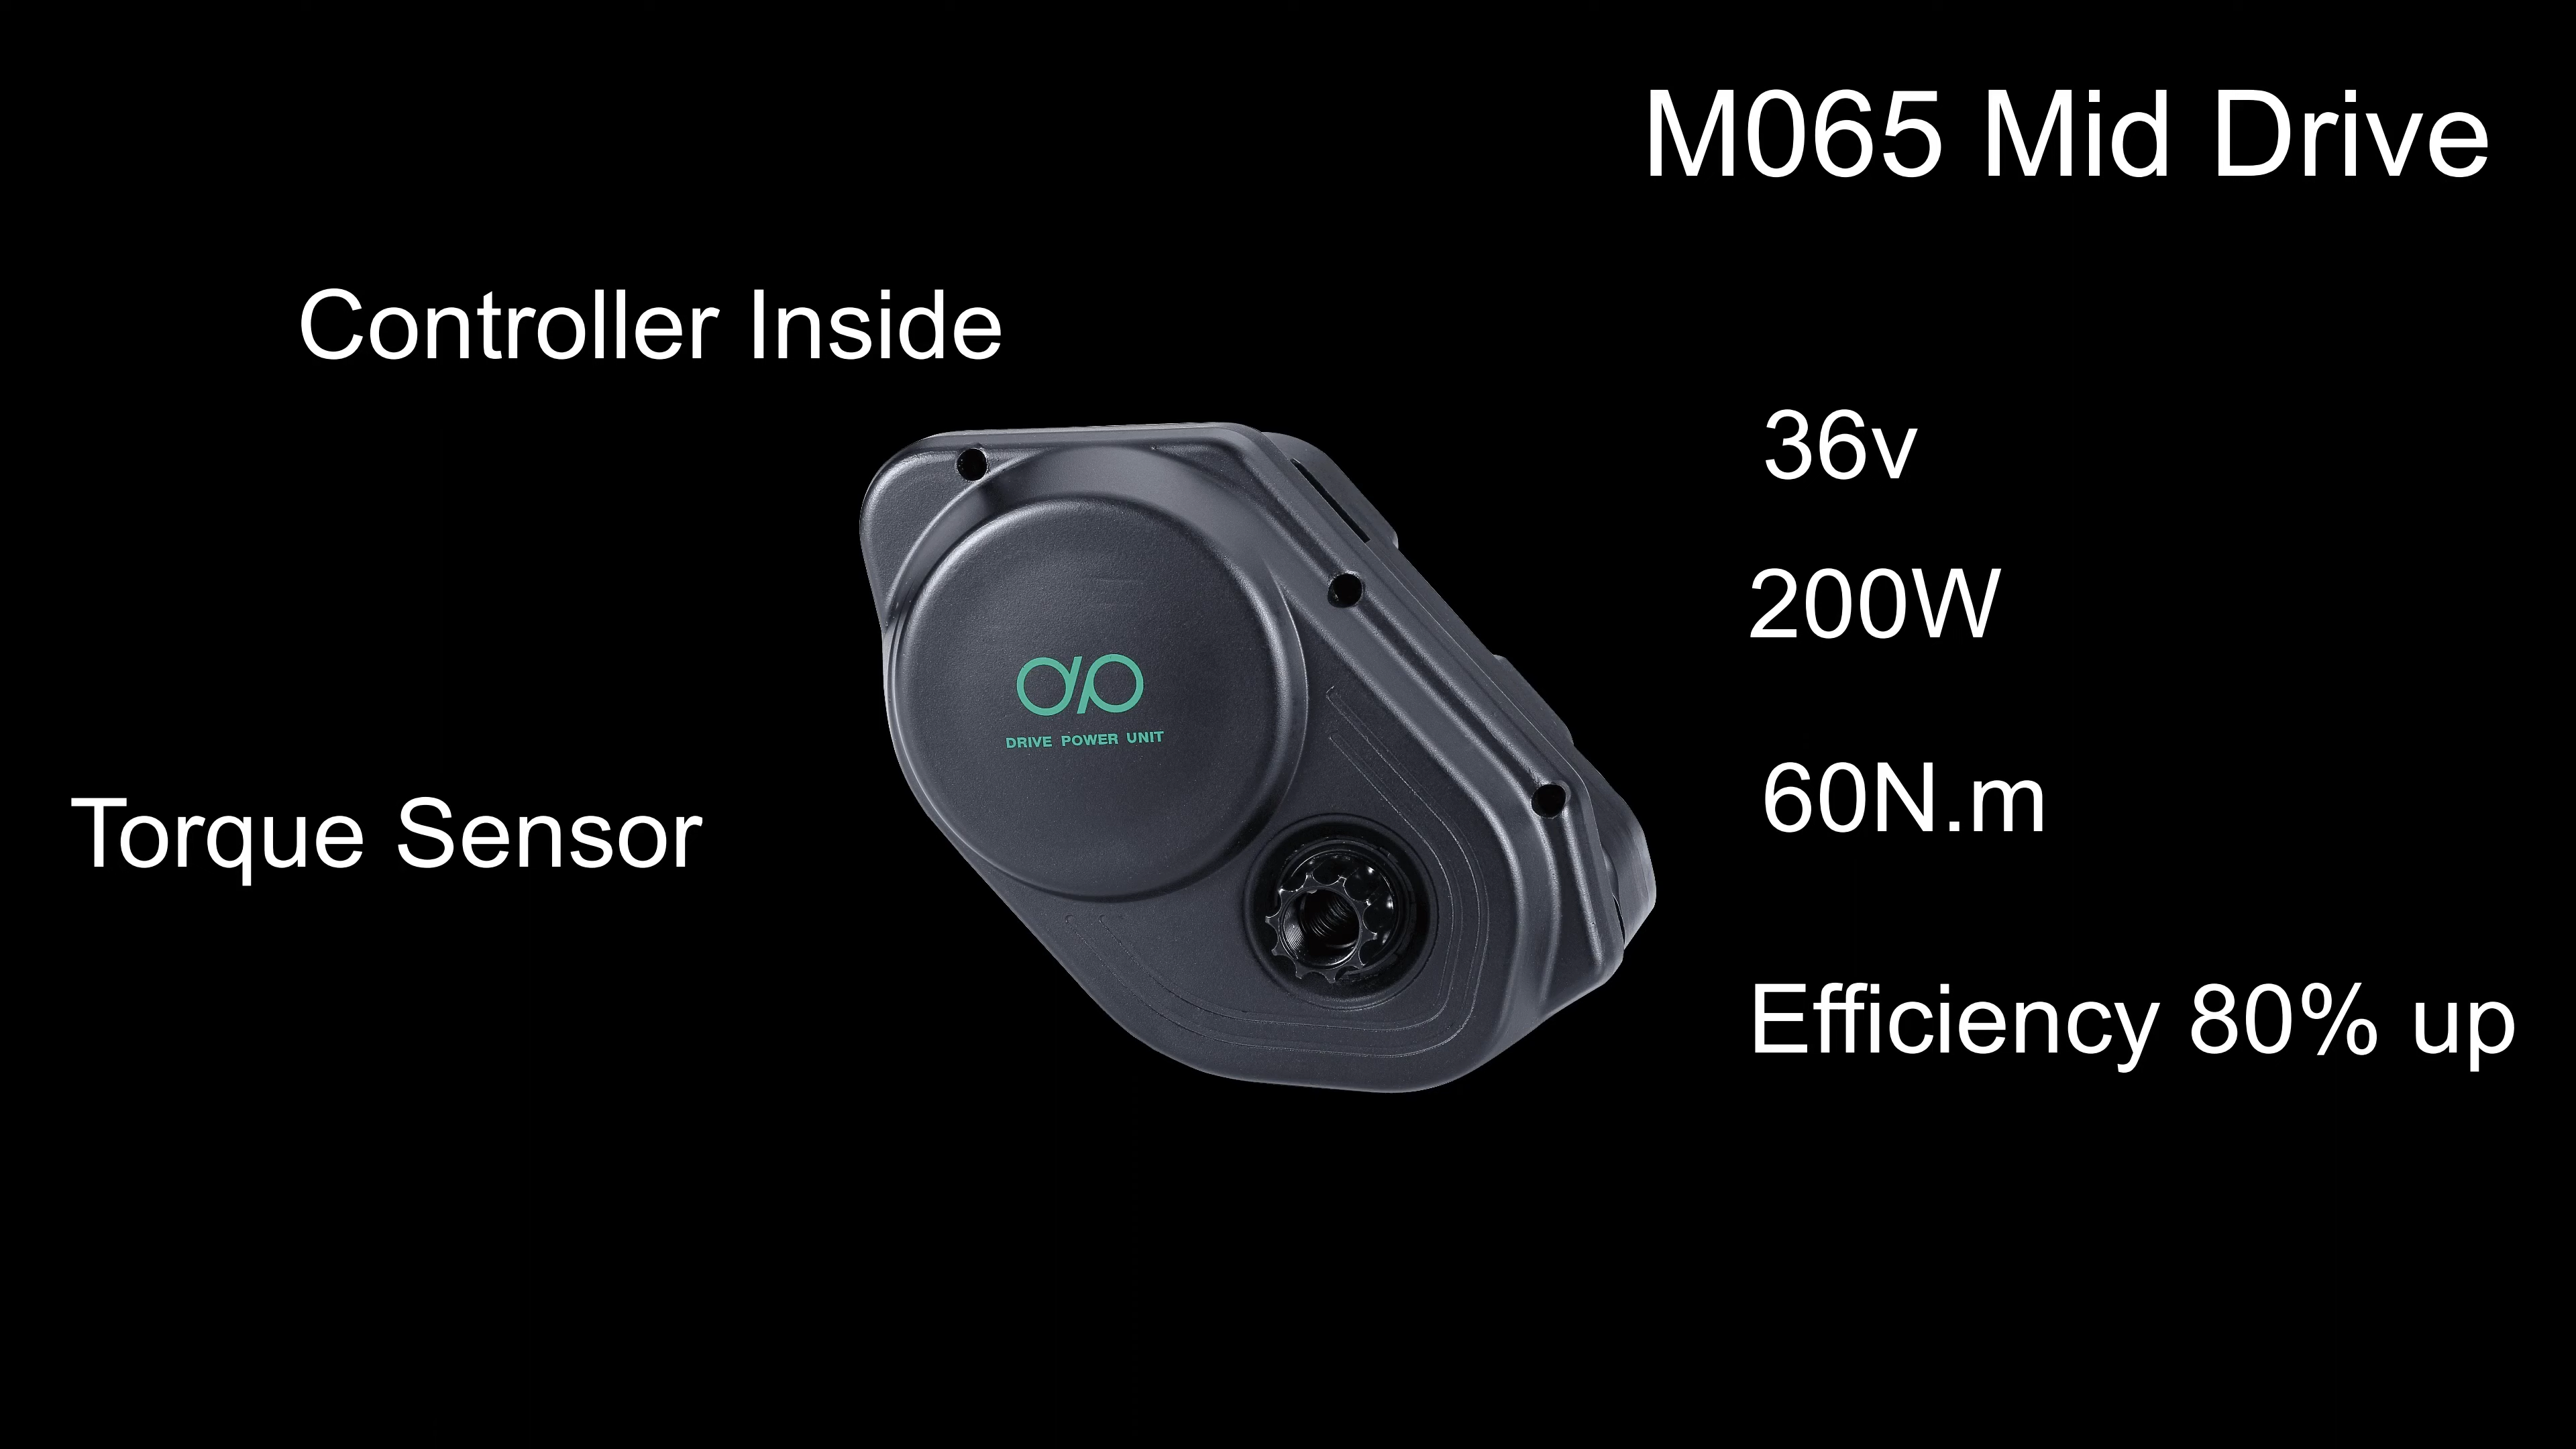 M065 Mid Drive
Controller Inside
36v
200W
DRIVE POWER UNIT
60N.m
Torque Sensor
Efficiency 80% up